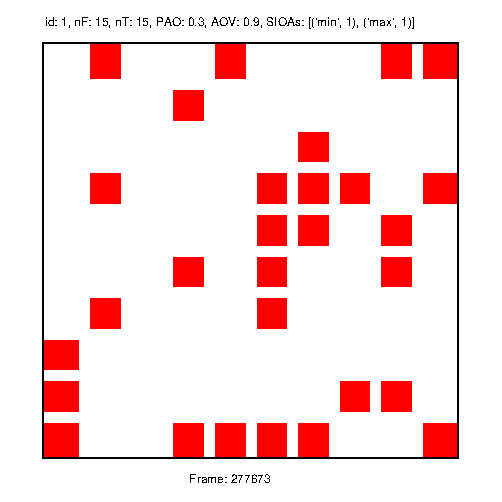 id: 1, nF: 15, nT: 15, PAO: 0.3, AOV: 0.9, SIOAs: [('min', 1), ('max', 1)]
Frame: 277673